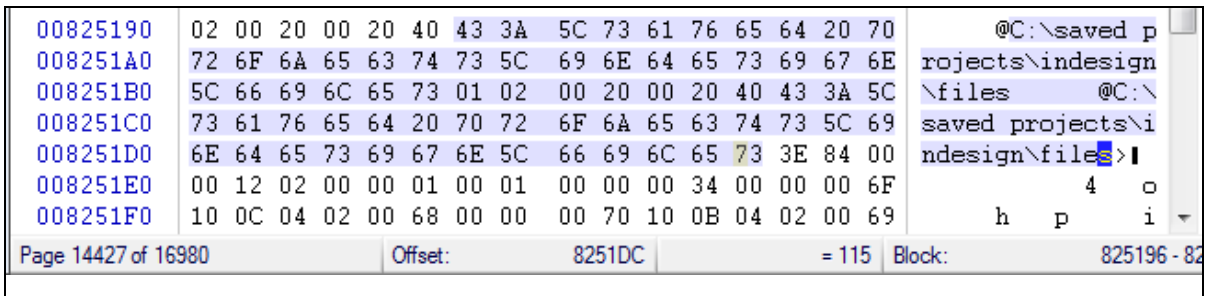 00825190 02 00 20 00 20 40 43 3A 5C 73 61 76 65 64 20 70 @C:\saved p
008251A0 72 6F 6A 65 63 74 73 5C 69 6E 64 65 73 69 67 6E rojects\indesign
008251B0 5C 66 69 6C 65 73 01 02 00 20 00 20 40 43 3A 5C \files @C:\
008251C0 73 61 76 65 64 20 70 72 6F 6A 65 63 74 73 5C 69 saved projects\i
008251D0 6E 64 65 73 69 67 6E 5C 66 69 6C 65 73 3E 84 00 ndesign\files>
008251E0 00 12 02 00 00 01 00 01 00 00 00 34 00 00 00 6F 4 o
008251F0 10 0C 04 02 00 68 00 00 00 70 10 0B 04 02 00 69 h p i
Page 14427 of 16980 Offset: 8251DC = 115 Block: 825196 - 82